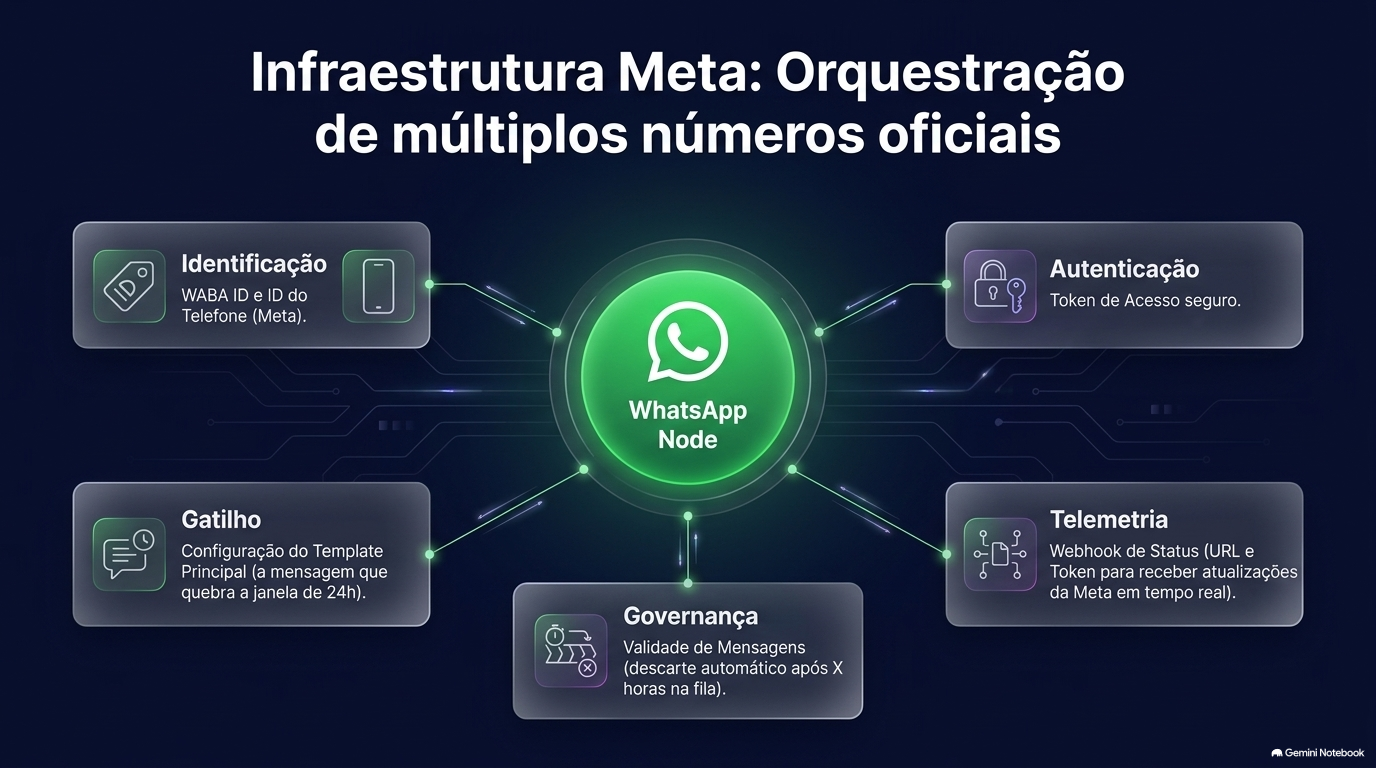 Infraestrutura Meta: Orquestração
de múltiplos números oficiais
Identificação
WABA ID e ID do
Telefone (Meta).
ID
Autenticação
Token de Acesso seguro.
WhatsApp
Node
Gatilho
Configuração do Template
Principal (a mensagem que
quebra a janela de 24h).
Telemetria
Webhook de Status (URL e
Token para receber atualizações
da Meta em tempo real).
Governança
Validade de Mensagens
(descarte automático após X
horas na fila).
Gemini Notebook